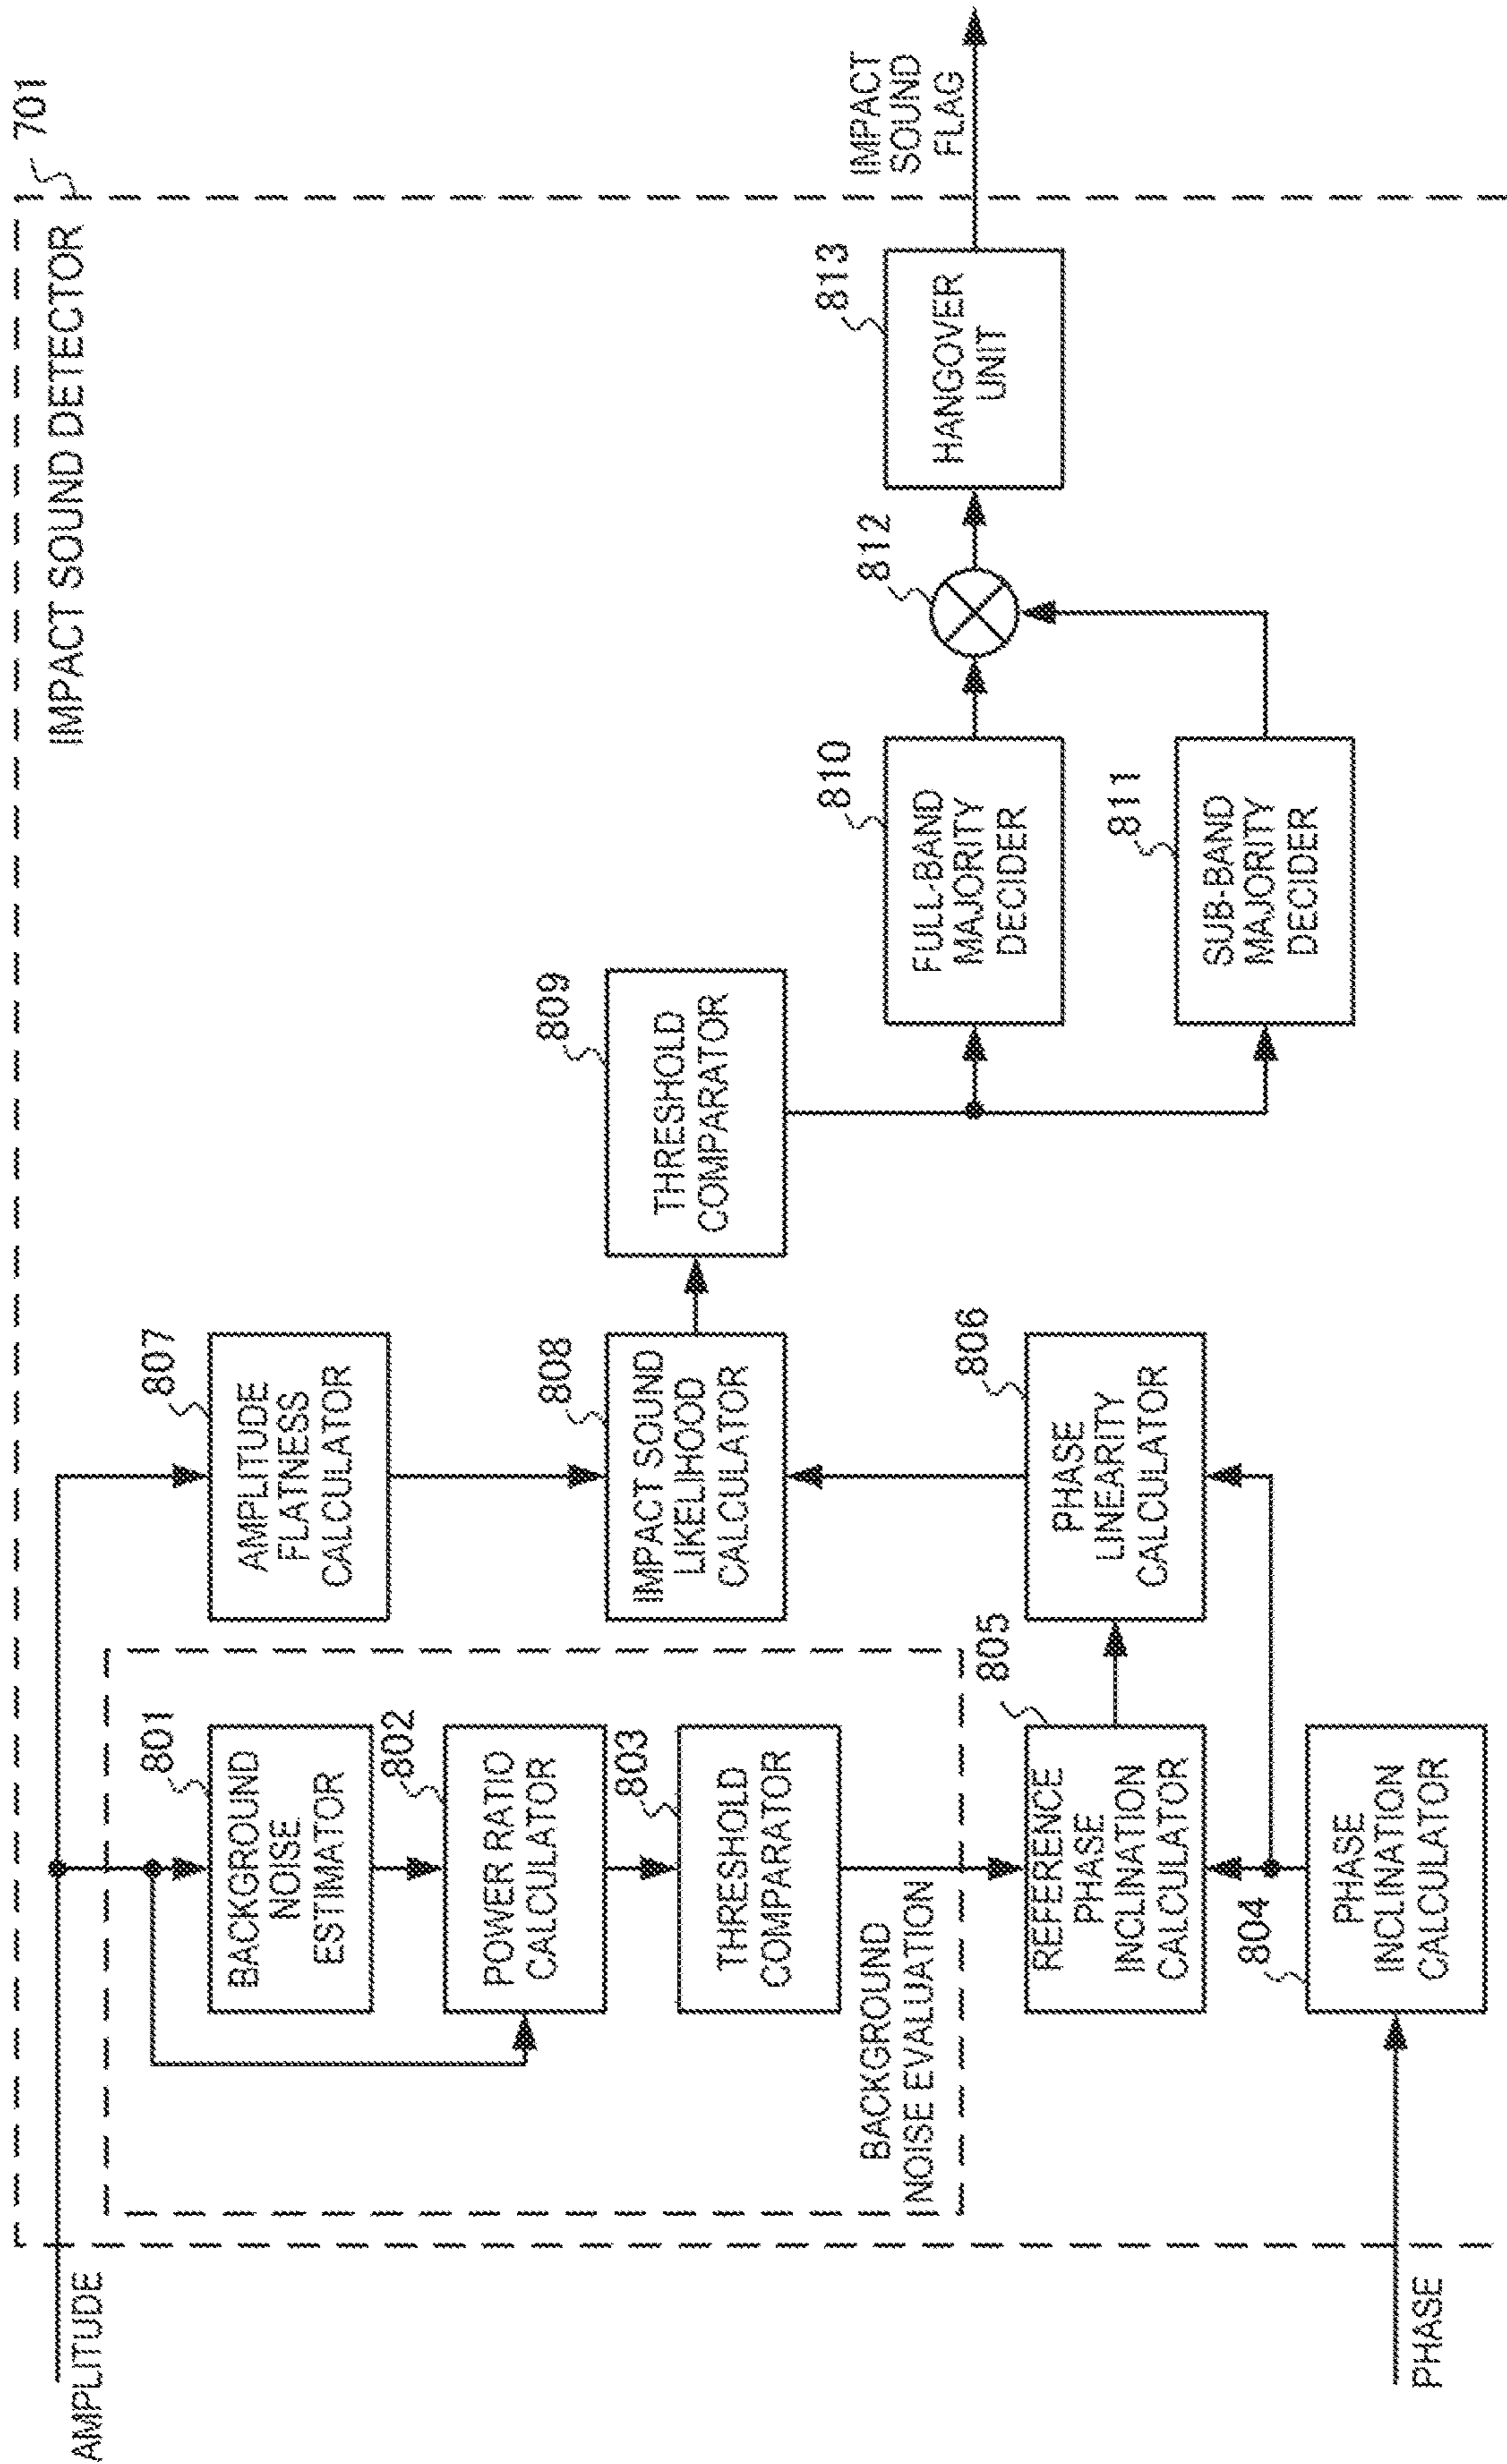 701
IMPACT SOUND DETECTOR
AMPLITUDE
801
BACKGROUND
NOISE
ESTIMATOR
802
POWER RATIO
CALCULATOR
803
THRESHOLD
COMPARATOR
BACKGROUND
NOISE EVALUATION
807
AMPLITUDE
FLATNESS
CALCULATOR
808
IMPACT SOUND
LIKELIHOOD
CALCULATOR
809
THRESHOLD
COMPARATOR
805
REFERENCE
PHASE
INCLINATION
CALCULATOR
806
PHASE
LINEARITY
CALCULATOR
804
PHASE
INCLINATION
CALCULATOR
PHASE
810
FULL-BAND
MAJORITY
DECIDER
811
SUB-BAND
MAJORITY
DECIDER
812
813
HANGOVER
UNIT
IMPACT
SOUND
FLAG